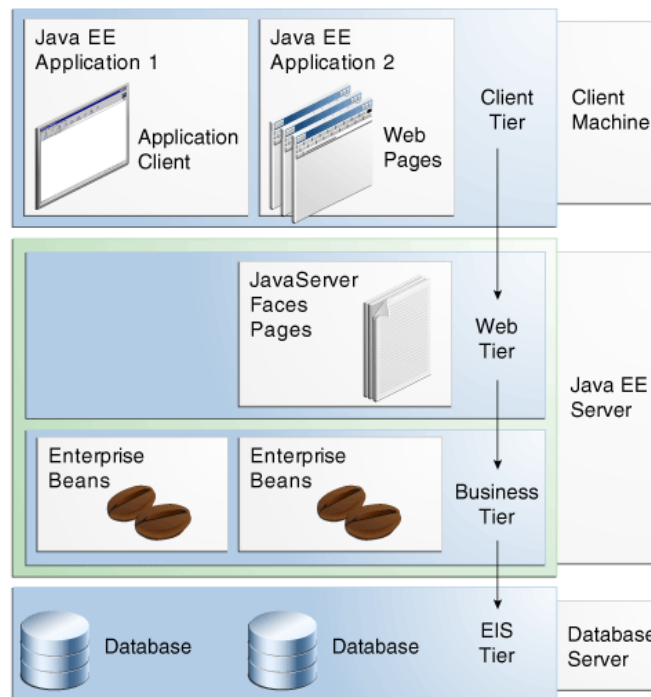 Java EE
Application 1
Application
Client
Java EE
Application 2
Web
Pages
Client
Tier
Client
Machine
JavaServer
Faces
Pages
Web
Tier
Java EE
Server
Enterprise
Beans
Enterprise
Beans
Business
Tier
Database
Database
EIS
Tier
Database
Server